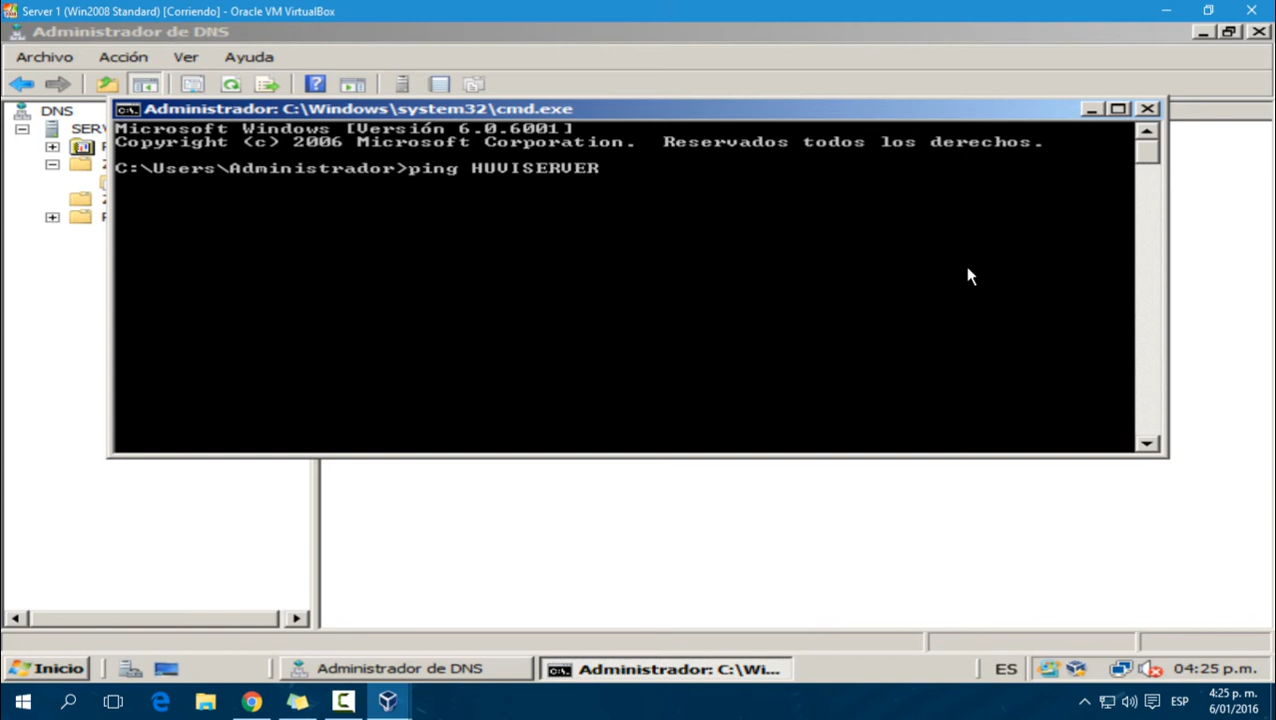 Server 1 (Win2008 Standard) [Corriendo] - Oracle VM VirtualBox
Administrador de DNS
Archivo Acción Ver Ayuda
DNS
Administrador: C:\Windows\system32\cmd.exe
Microsoft Windows [Versión 6.0.6001]
Copyright (c) 2006 Microsoft Corporation. Reservados todos los derechos.
C:\Users\Administrador>ping HUVISERVER
Inicio
Administrador de DNS
Administrador: C:\Wi...
ES
04:25 p.m.
ESP
4:25 p. m.
6/01/2016